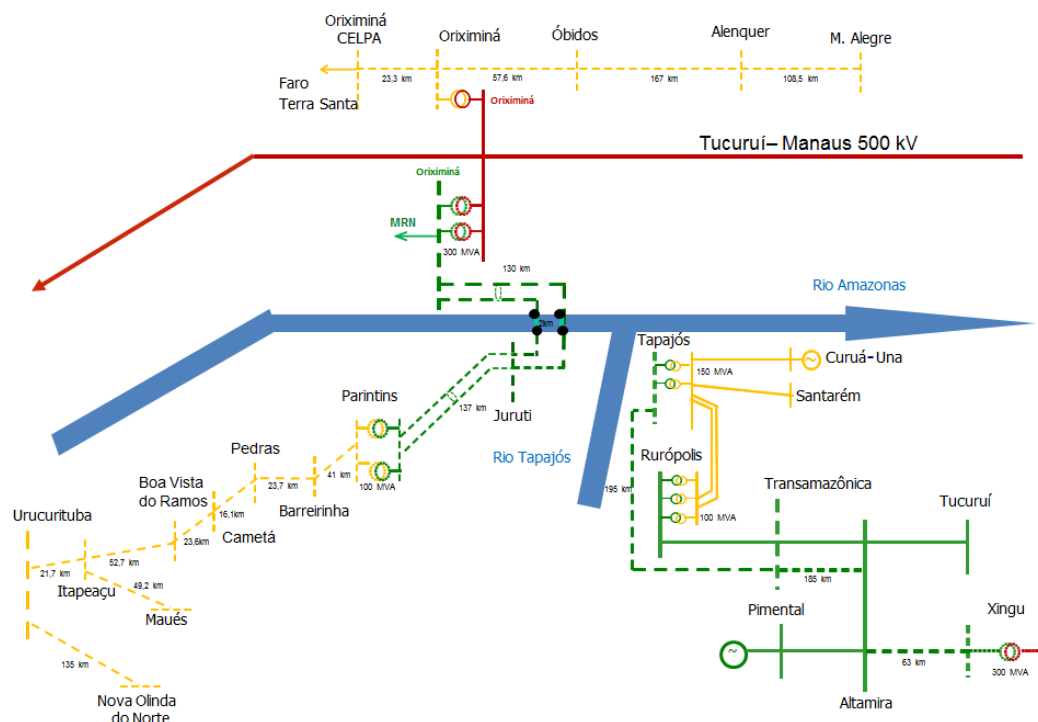 Oriximiná
CELPA
Oriximiná
Óbidos
Alenquer
M. Alegre
23,3 km
57,6 km
167 km
108,5 km
Faro
Terra Santa
Oriximiná
Tucuruí– Manaus 500 kV
Oriximiná
MRN
300 MVA
130 km
Rio Amazonas
2km
Tapajós
150 MVA
Curuá-Una
Santarém
Parintins
137 km
Juruti
Rio Tapajós
Pedras
41 km
100 MVA
Rurópolis
195 km
100 MVA
Transamazônica
Tucuruí
Boa Vista
do Ramos
23,7 km
Barreirinha
16,1km
Cametá
Urucurituba
23,6km
52,7 km
21,7 km
Itapeaçu
49,2 km
Maués
185 km
Pimental
Xingu
135 km
63 km
300 MVA
Nova Olinda
do Norte
Altamira